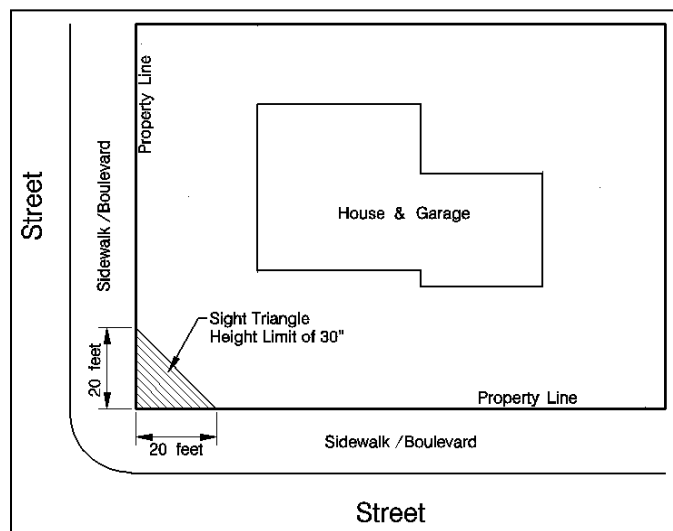 Property Line
Street
Sidewalk /Boulevard
House & Garage
Sight Triangle
Height Limit of 30"
20 feet
Property Line
20 feet
Sidewalk /Boulevard
Street